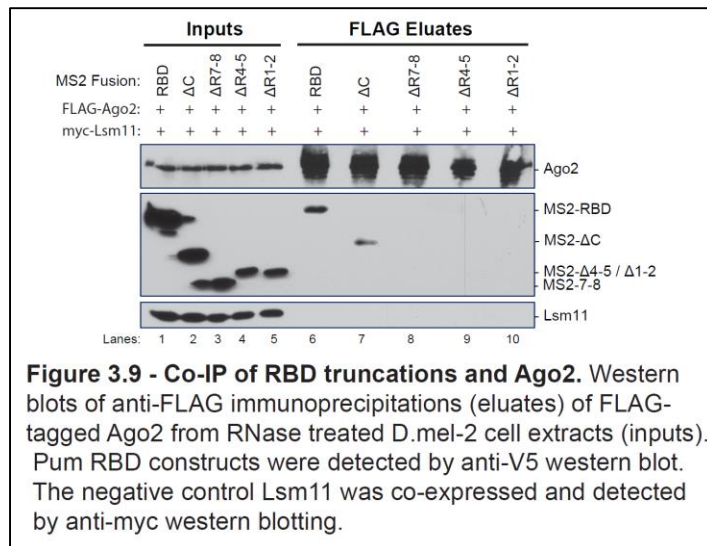 Inputs FLAG Eluates
MS2 Fusion: RBD ΔC ΔR7-8 ΔR4-5 ΔR1-2 RBD ΔC ΔR7-8 ΔR4-5 ΔR1-2
FLAG-Ago2: + + + + + + + + + +
myc-Lsm11: + + + + + + + + + +
Ago2
MS2-RBD
MS2-ΔC
MS2-Δ4-5 / Δ1-2
MS2-7-8
Lsm11
Lanes: 1 2 3 4 5 6 7 8 9 10
Figure 3.9 - Co-IP of RBD truncations and Ago2. Western
blots of anti-FLAG immunoprecipitations (eluates) of FLAG-
tagged Ago2 from RNase treated D.mel-2 cell extracts (inputs).
Pum RBD constructs were detected by anti-V5 western blot.
The negative control Lsm11 was co-expressed and detected
by anti-myc western blotting.